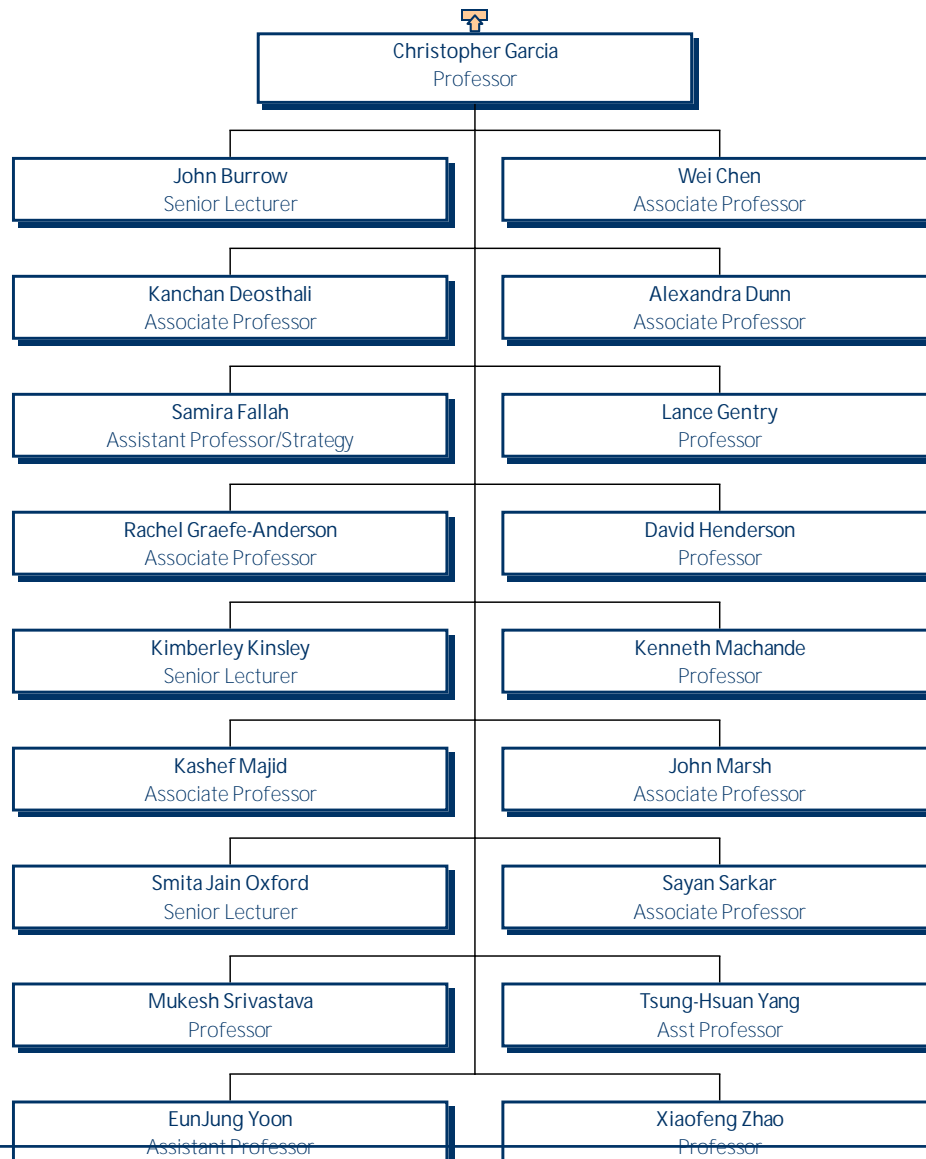 Christopher Garcia
Professor
John Burrow
Senior Lecturer
Wei Chen
Associate Professor
Kanchan Deosthali
Associate Professor
Alexandra Dunn
Associate Professor
Samira Fallah
Assistant Professor/Strategy
Lance Gentry
Professor
Rachel Graefe-Anderson
Associate Professor
David Henderson
Professor
Kimberley Kinsley
Senior Lecturer
Kenneth Machande
Professor
Kashef Majid
Associate Professor
John Marsh
Associate Professor
Smita Jain Oxford
Senior Lecturer
Sayan Sarkar
Associate Professor
Mukesh Srivastava
Professor
Tsung-Hsuan Yang
Asst Professor
EunJung Yoon
Assistant Professor
Xiaofeng Zhao
Professor